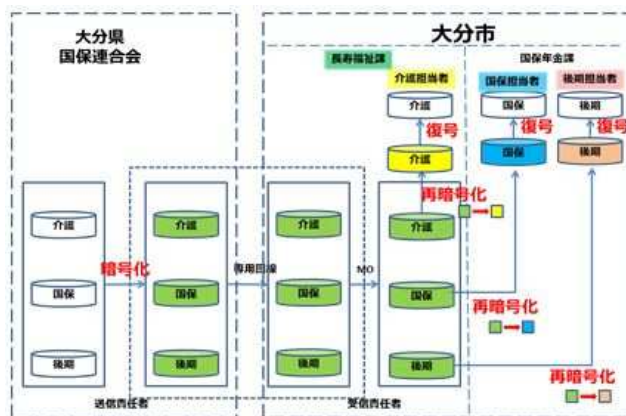 大分県
国保連合会
大分市
長寿福祉課
国保年金課
介護担当者
国保担当者
後期担当者
介護
国保
後期
復号
復号
復号
介護
国保
後期
再暗号化
介護
介護
介護
介護
暗号化
専用回線
MO
国保
国保
国保
国保
再暗号化
後期
後期
後期
後期
再暗号化
送信責任者
受信責任者